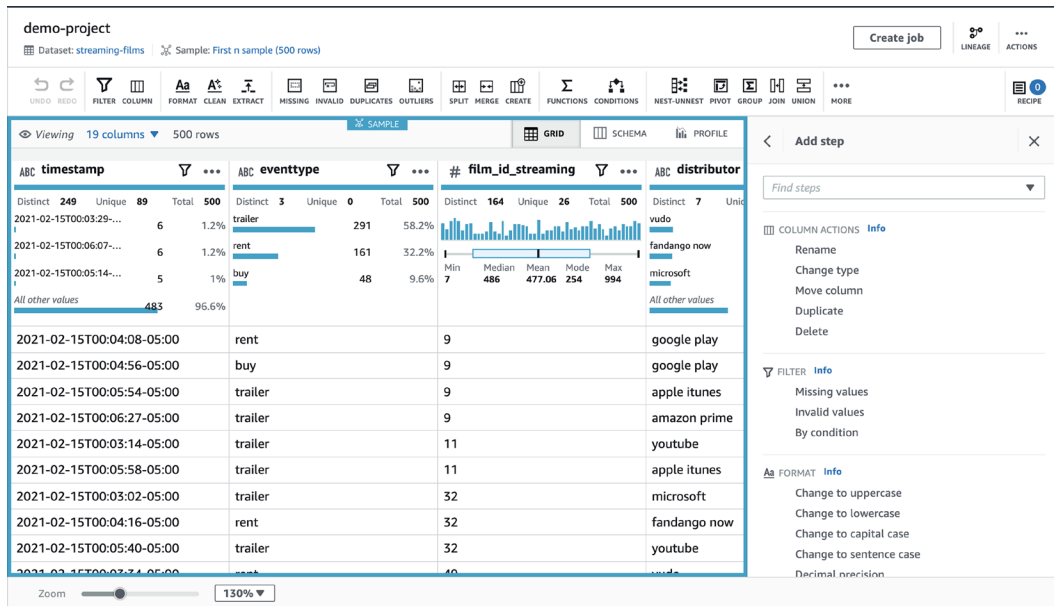 demo-project
Dataset: streaming-films Sample: First n sample (500 rows)
Create job
LINEAGE
ACTIONS
UNDO REDO FILTER COLUMN FORMAT CLEAN EXTRACT MISSING INVALID DUPLICATES OUTLIERS SPLIT MERGE CREATE FUNCTIONS CONDITIONS NEST-UNNEST PIVOT GROUP JOIN UNION MORE RECIPE
0
Viewing 19 columns 500 rows
SAMPLE
GRID SCHEMA PROFILE
ABC timestamp ABC eventtype # film_id_streaming ABC distributor
Distinct 249 Unique 89 Total 500 Distinct 3 Unique 0 Total 500 Distinct 164 Unique 26 Total 500 Distinct 7
2021-02-15T00:03:29-... 6 1.2% trailer 291 58.2% vudo
2021-02-15T00:06:07-... 6 1.2% rent 161 32.2% fandango now
2021-02-15T00:05:14-... 5 1% buy 48 9.6% microsoft
Min Median Mean Mode Max
7 486 477.06 254 994
All other values 483 96.6% All other values
2021-02-15T00:04:08-05:00 rent 9 google play
2021-02-15T00:04:56-05:00 buy 9 google play
2021-02-15T00:05:54-05:00 trailer 9 apple itunes
2021-02-15T00:06:27-05:00 trailer 9 amazon prime
2021-02-15T00:03:14-05:00 trailer 11 youtube
2021-02-15T00:05:58-05:00 trailer 11 apple itunes
2021-02-15T00:03:02-05:00 trailer 32 microsoft
2021-02-15T00:04:16-05:00 rent 32 fandango now
2021-02-15T00:05:40-05:00 trailer 32 youtube
Zoom 130%
Add step
Find steps
COLUMN ACTIONS Info
Rename
Change type
Move column
Duplicate
Delete
FILTER Info
Missing values
Invalid values
By condition
Aa FORMAT Info
Change to uppercase
Change to lowercase
Change to capital case
Change to sentence case
Decimal precision